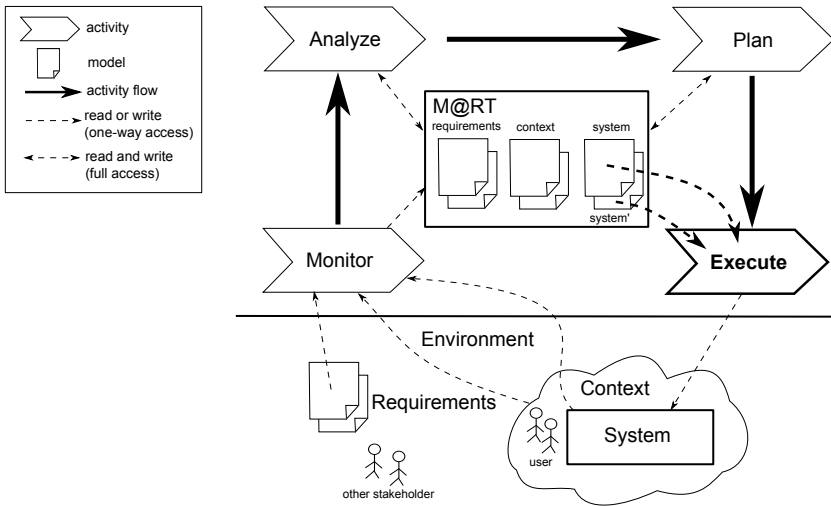 activity
model
activity flow
read or write
(one-way access)
read and write
(full access)
Analyze
Plan
M@RT
requirements
context
system
system'
Monitor
Execute
Environment
Requirements
Context
System
user
other stakeholder